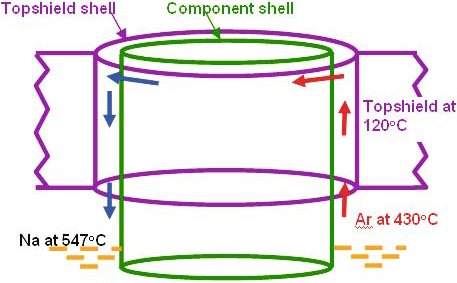 Topshield shell
Component shell
Topshield at
120°C
Ar at 430°C
Na at 547°C